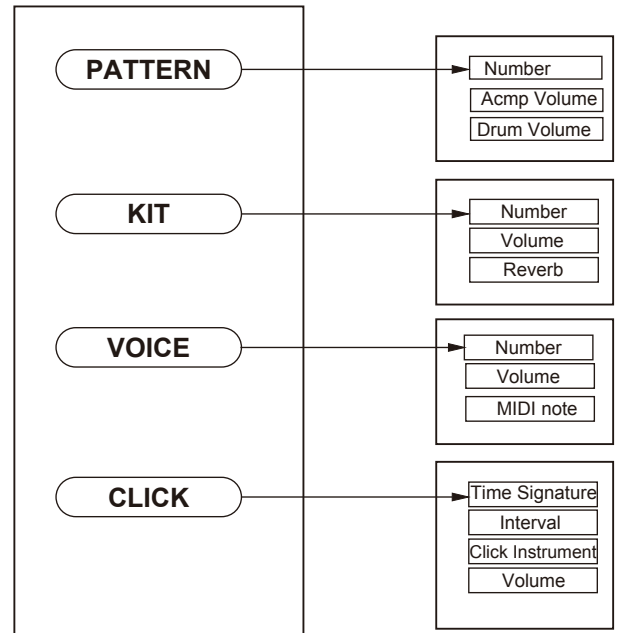 PATTERN
Number
Acmp Volume
Drum Volume
KIT
Number
Volume
Reverb
VOICE
Number
Volume
MIDI note
CLICK
Time Signature
Interval
Click Instrument
Volume